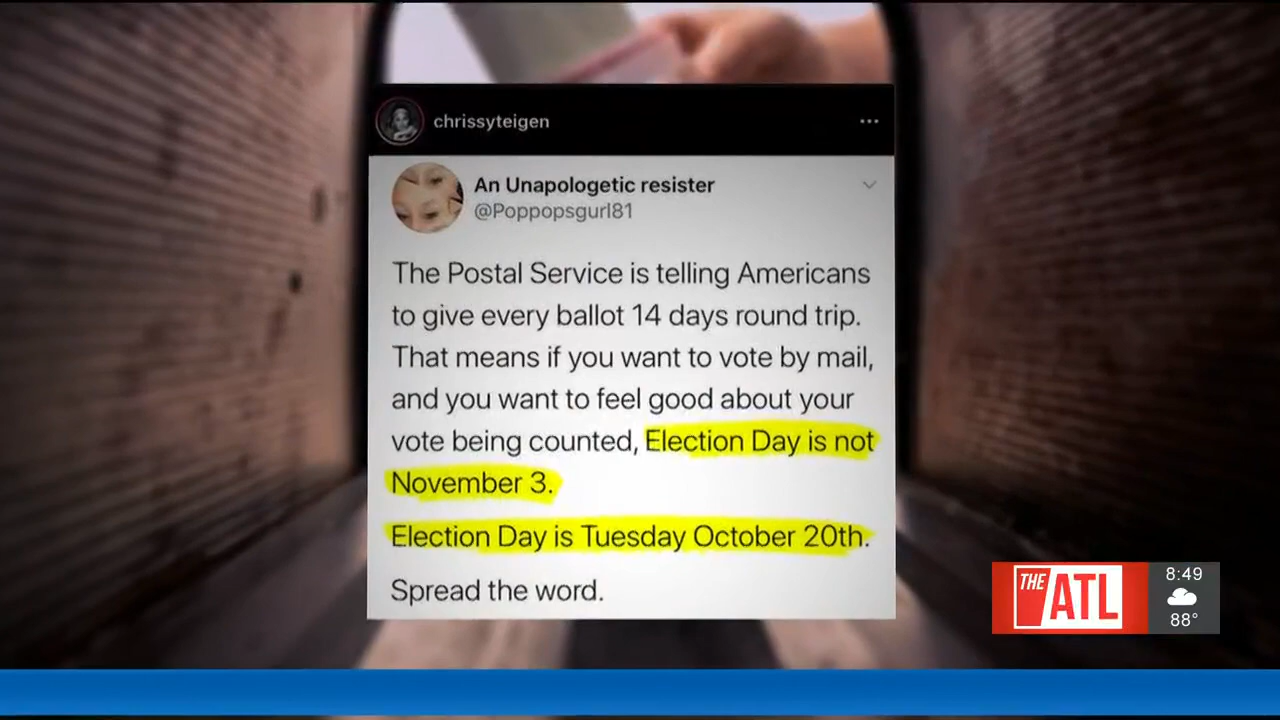 chrissyteigen
An Unapologetic resister
@Poppopsgurl81
The Postal Service is telling Americans
to give every ballot 14 days round trip.
That means if you want to vote by mail,
and you want to feel good about your
vote being counted, Election Day is not
November 3.
Election Day is Tuesday October 20th.
Spread the word.
THE ATL
8:49
88°